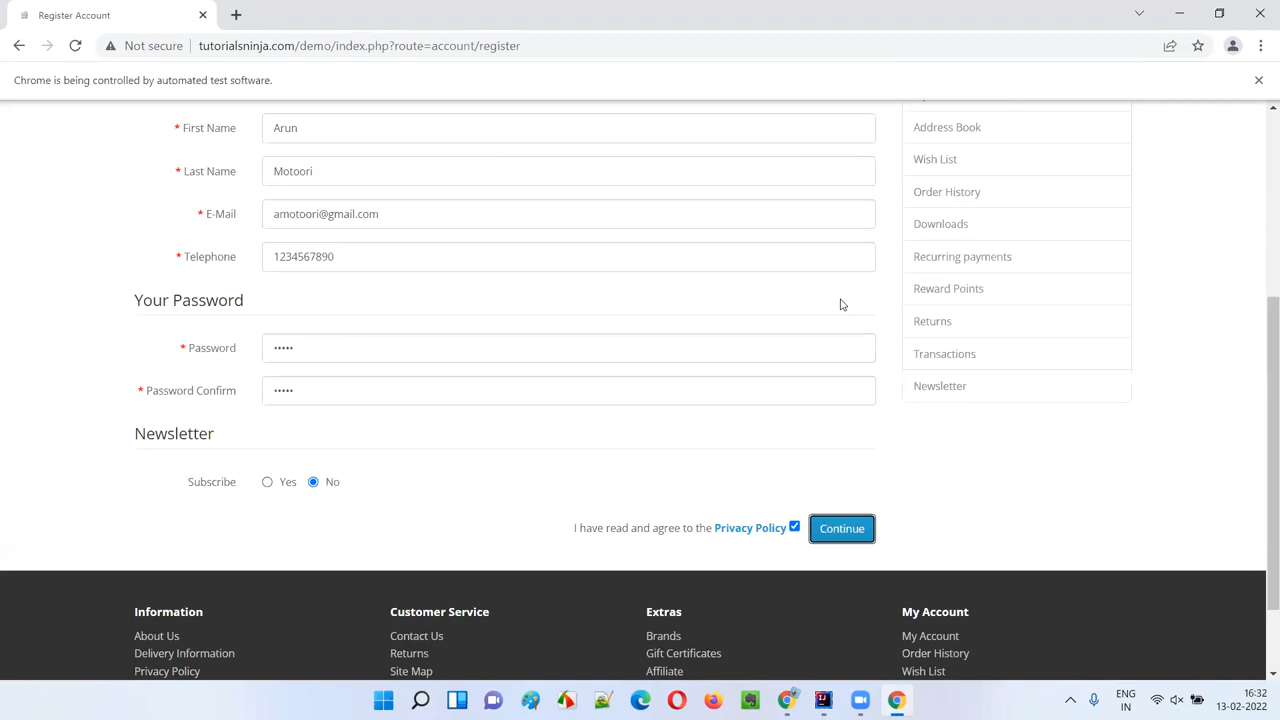 Register Account
Not secure
tutorialsninja.com/demo/index.php?route=account/register
Chrome is being controlled by automated test software.
* First Name
Arun
* Last Name
Motoori
* E-Mail
amotoori@gmail.com
* Telephone
1234567890
Your Password
* Password
•••••
* Password Confirm
•••••
Newsletter
Subscribe
Yes
No
I have read and agree to the Privacy Policy
Continue
Address Book
Wish List
Order History
Downloads
Recurring payments
Reward Points
Returns
Transactions
Newsletter
Information
About Us
Delivery Information
Privacy Policy
Customer Service
Contact Us
Returns
Site Map
Extras
Brands
Gift Certificates
Affiliate
My Account
My Account
Order History
Wish List
ENG
IN
16:32
13-02-2022